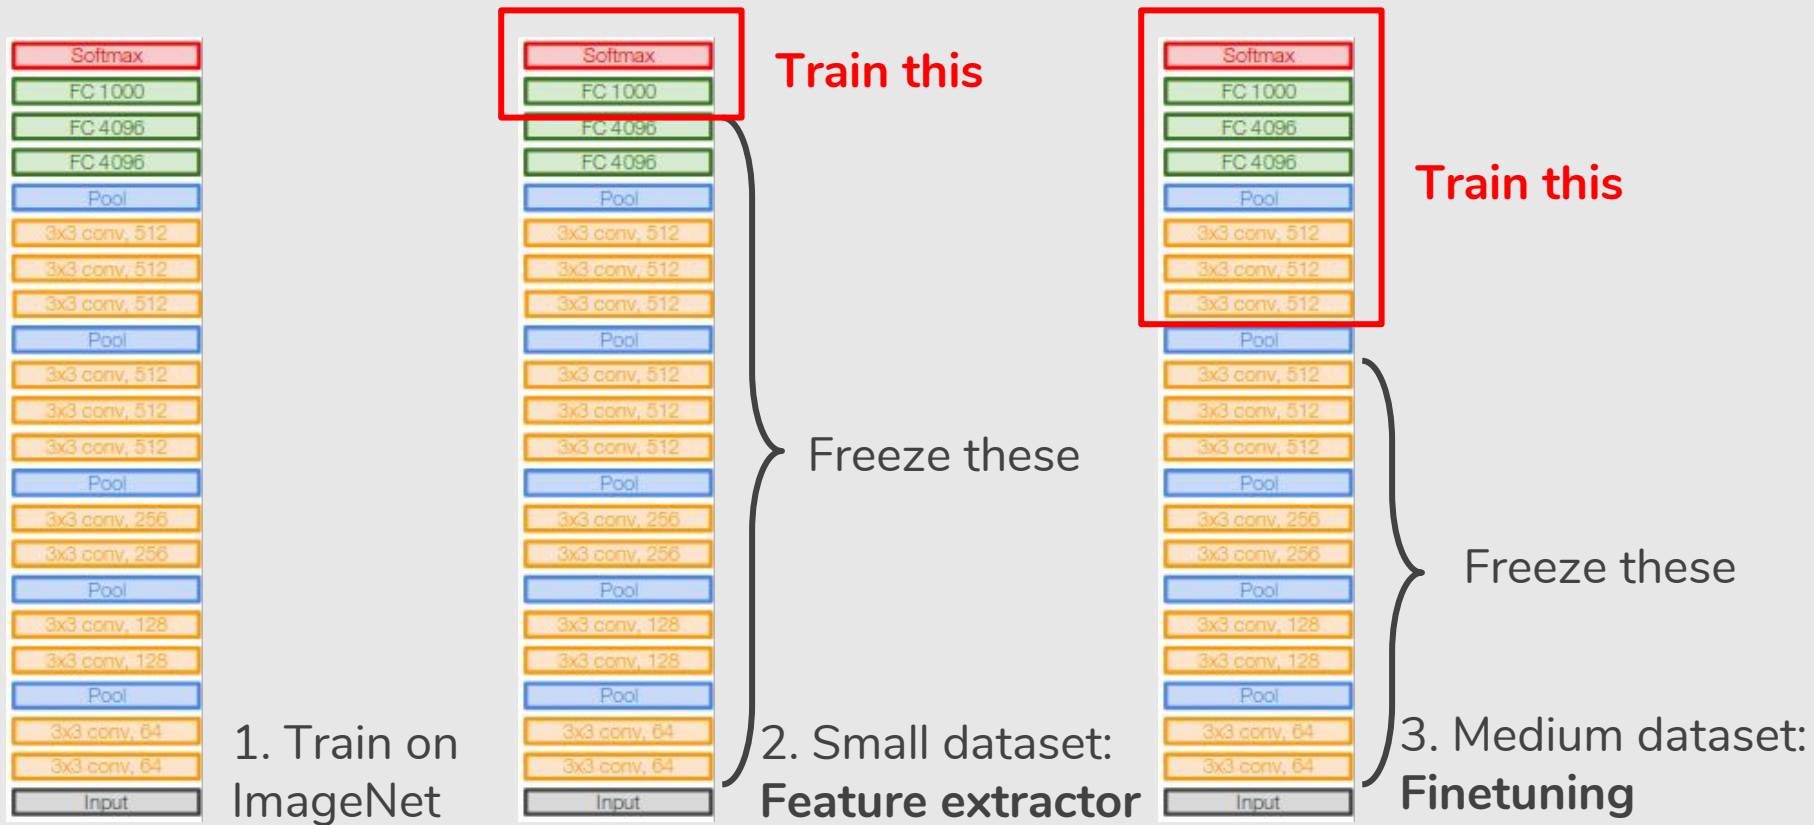 Softmax
FC 1000
FC 4096
FC 4096
Pool
3x3 conv, 512
3x3 conv, 512
3x3 conv, 512
Pool
3x3 conv, 512
3x3 conv, 512
3x3 conv, 512
Pool
3x3 conv, 256
3x3 conv, 256
Pool
3x3 conv, 128
3x3 conv, 128
Pool
3x3 conv, 64
3x3 conv, 64
Input
1. Train on
ImageNet
Softmax
FC 1000
FC 4096
FC 4096
Pool
3x3 conv, 512
3x3 conv, 512
3x3 conv, 512
Pool
3x3 conv, 512
3x3 conv, 512
3x3 conv, 512
Pool
3x3 conv, 256
3x3 conv, 256
Pool
3x3 conv, 128
3x3 conv, 128
Pool
3x3 conv, 64
3x3 conv, 64
Input
Train this
Freeze these
2. Small dataset:
Feature extractor
Softmax
FC 1000
FC 4096
FC 4096
Pool
3x3 conv, 512
3x3 conv, 512
3x3 conv, 512
Pool
3x3 conv, 512
3x3 conv, 512
3x3 conv, 512
Pool
3x3 conv, 256
3x3 conv, 256
Pool
3x3 conv, 128
3x3 conv, 128
Pool
3x3 conv, 64
3x3 conv, 64
Input
Train this
Freeze these
3. Medium dataset:
Finetuning